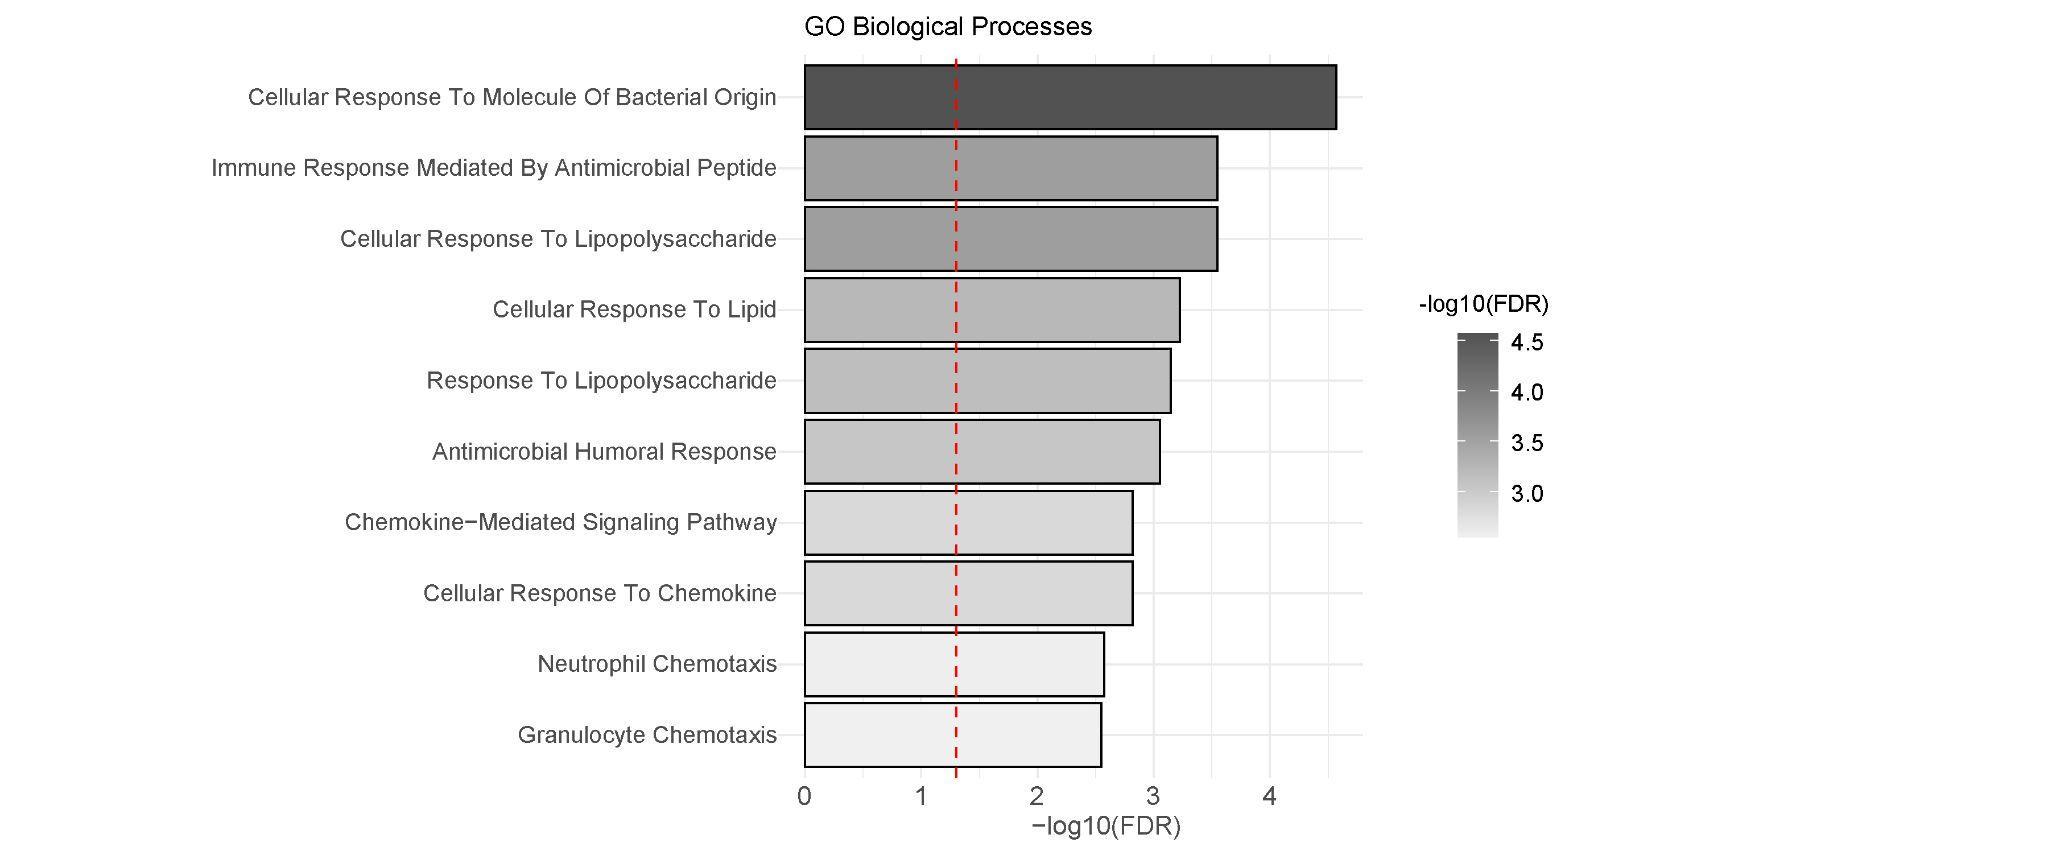 GO Biological Processes
Cellular Response To Molecule Of Bacterial Origin
Immune Response Mediated By Antimicrobial Peptide
Cellular Response To Lipopolysaccharide
Cellular Response To Lipid
Response To Lipopolysaccharide
Antimicrobial Humoral Response
Chemokine−Mediated Signaling Pathway
Cellular Response To Chemokine
Neutrophil Chemotaxis
Granulocyte Chemotaxis
0 1 2 3 4
−log10(FDR)
-log10(FDR)
4.5
4.0
3.5
3.0